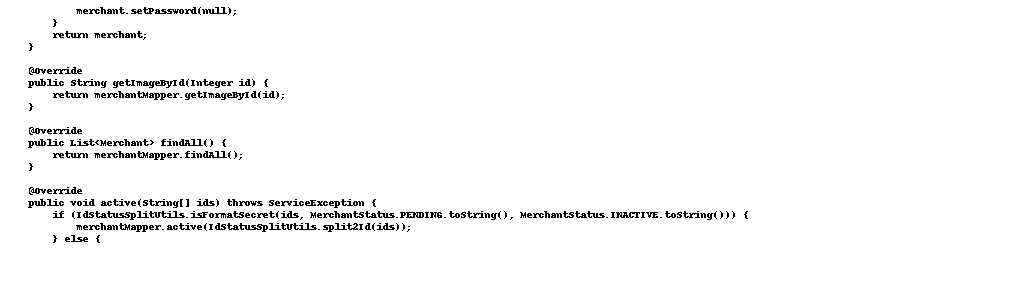 merchant.setPassword(null);
}
return merchant;
}
@Override
public String getImageById(Integer id) {
return merchantMapper.getImageById(id);
}
@Override
public List<Merchant> findAll() {
return merchantMapper.findAll();
}
@Override
public void active(String[] ids) throws ServiceException {
if (IdStatusSplitUtils.isFormatSecret(ids, MerchantStatus.PENDING.toString(), MerchantStatus.INACTIVE.toString())) {
merchantMapper.active(IdStatusSplitUtils.split2Id(ids));
} else {